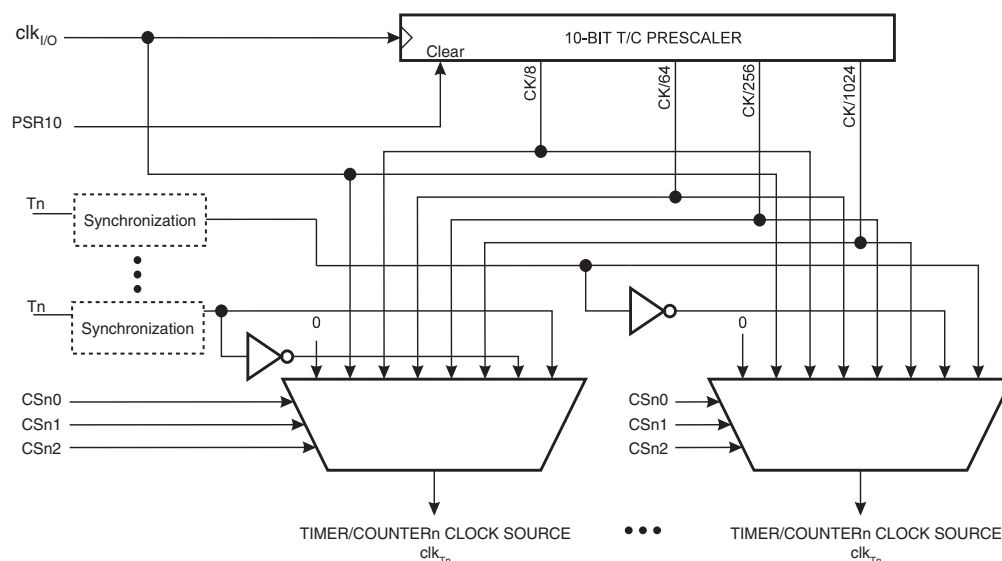 clkI/O
10-BIT T/C PRESCALER
Clear
CK/8
CK/64
CK/256
CK/1024
PSR10
Tn
Synchronization
Tn
Synchronization
0
0
CSn0
CSn1
CSn2
CSn0
CSn1
CSn2
TIMER/COUNTERn CLOCK SOURCE
clkTn
TIMER/COUNTERn CLOCK SOURCE
clkTn